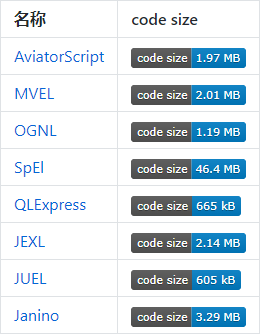 名称 code size
AviatorScript code size 1.97 MB
MVEL code size 2.01 MB
OGNL code size 1.19 MB
SpEl code size 46.4 MB
QLExpress code size 665 kB
JEXL code size 2.14 MB
JUEL code size 605 kB
Janino code size 3.29 MB